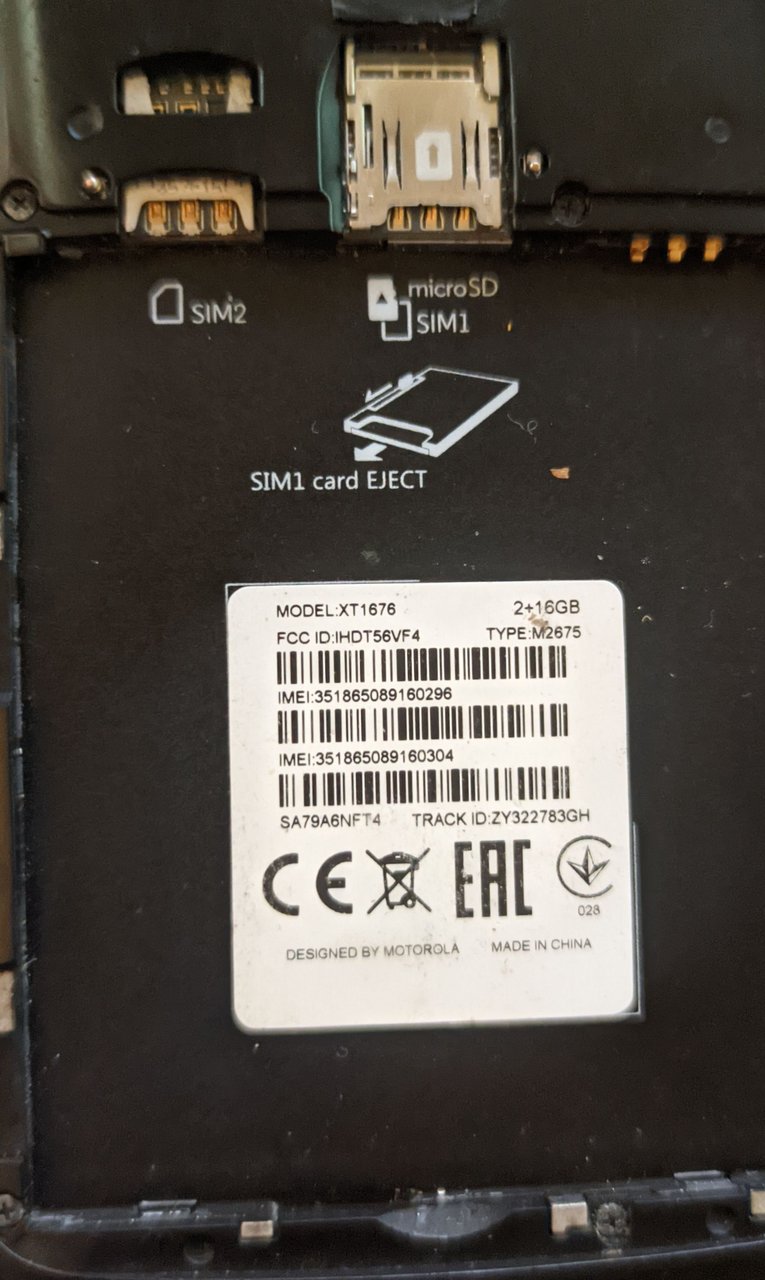 SIM2
microSD
SIM1
SIM1 card EJECT
MODEL:XT1676 2+16GB
FCC ID:IHDT56VF4 TYPE:M2675
IMEI:351865089160296
IMEI:351865089160304
SA79A6NFT4 TRACK ID:ZY322783GH
CE EAC
028
DESIGNED BY MOTOROLA MADE IN CHINA